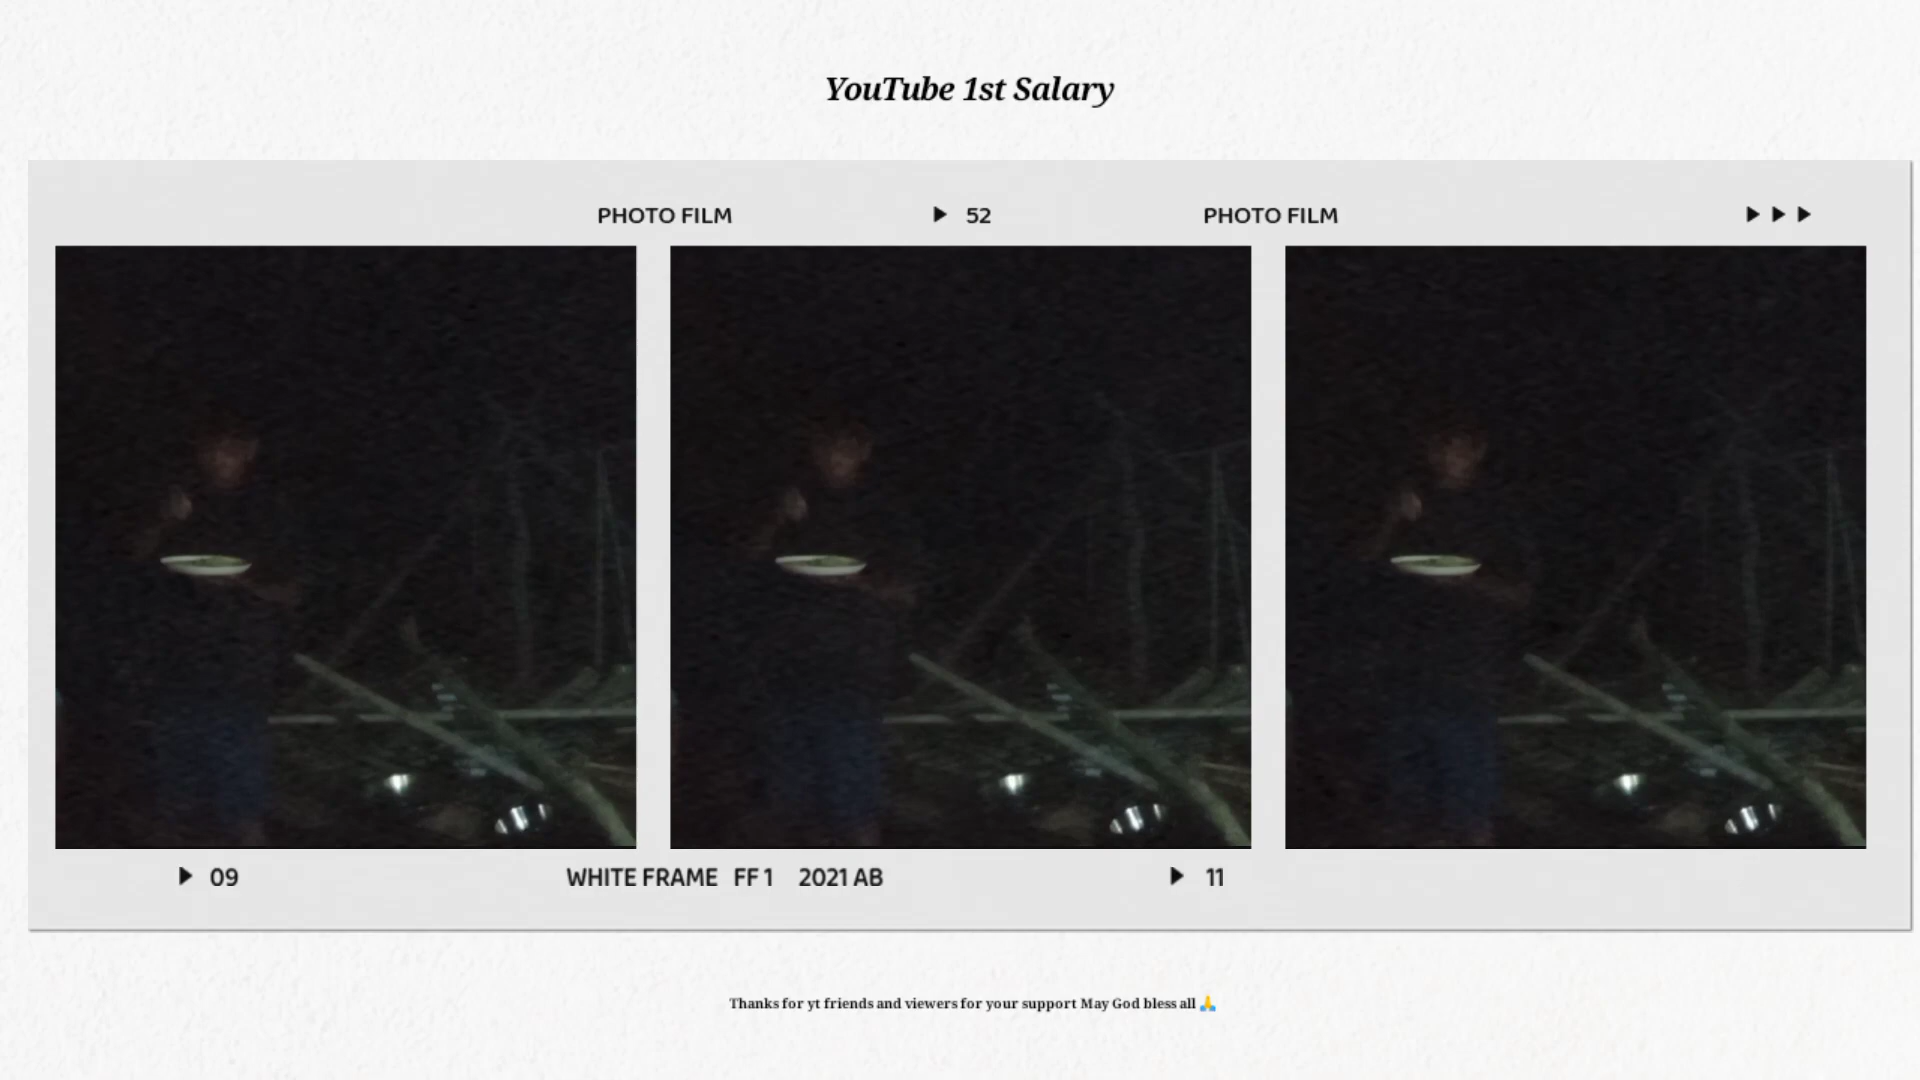 YouTube 1st Salary
PHOTO FILM ▶ 52 PHOTO FILM ▶ ▶ ▶
▶ 09 WHITE FRAME FF 1 2021 AB ▶ 11
Thanks for yt friends and viewers for your support May God bless all 🙏